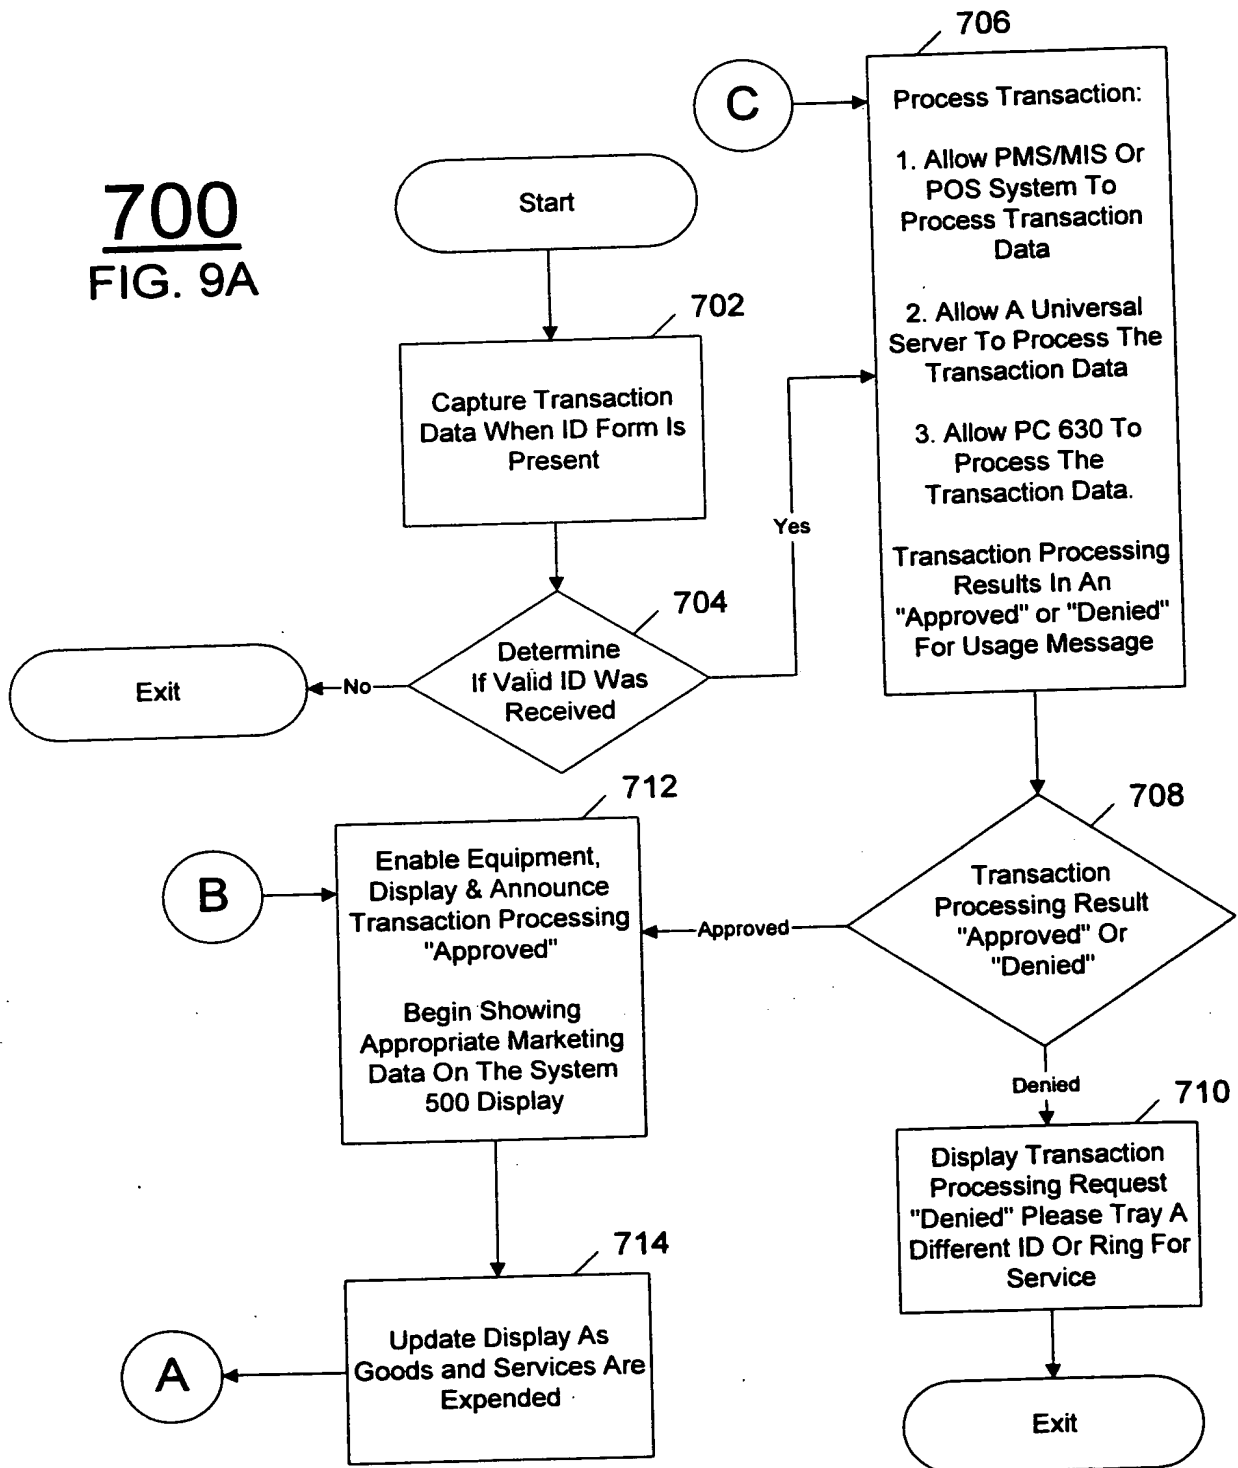 700
FIG. 9A
Start
702
Capture Transaction
Data When ID Form Is
Present
704
Determine
If Valid ID Was
Received
No
Exit
Yes
C
706
Process Transaction:
1. Allow PMS/MIS Or
POS System To
Process Transaction
Data
2. Allow A Universal
Server To Process The
Transaction Data
3. Allow PC 630 To
Process The
Transaction Data.
Transaction Processing
Results In An
"Approved" or "Denied"
For Usage Message
708
Transaction
Processing Result
"Approved" Or
"Denied"
Approved
Denied
710
Display Transaction
Processing Request
"Denied" Please Tray A
Different ID Or Ring For
Service
Exit
B
712
Enable Equipment,
Display & Announce
Transaction Processing
"Approved"
Begin Showing
Appropriate Marketing
Data On The System
500 Display
714
Update Display As
Goods and Services Are
Expended
A